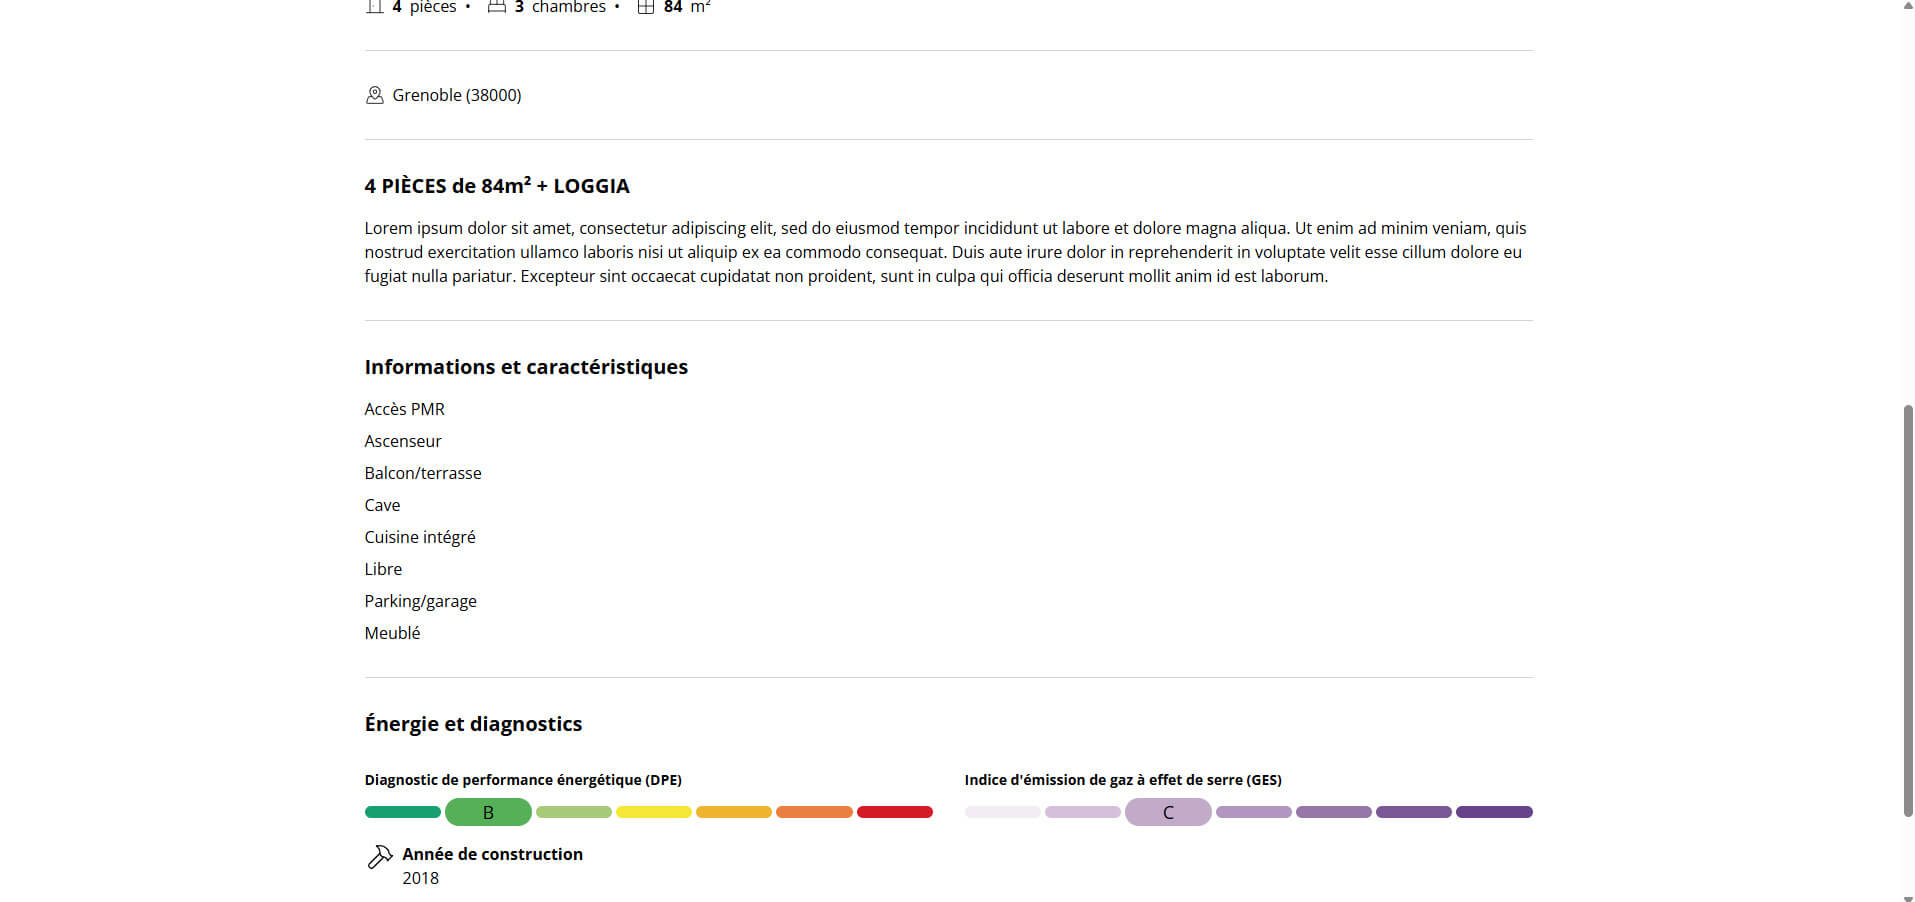 4 pièces • 3 chambres • 84 m²
Grenoble (38000)
4 PIÈCES de 84m² + LOGGIA
Lorem ipsum dolor sit amet, consectetur adipiscing elit, sed do eiusmod tempor incididunt ut labore et dolore magna aliqua. Ut enim ad minim veniam, quis
nostrud exercitation ullamco laboris nisi ut aliquip ex ea commodo consequat. Duis aute irure dolor in reprehenderit in voluptate velit esse cillum dolore eu
fugiat nulla pariatur. Excepteur sint occaecat cupidatat non proident, sunt in culpa qui officia deserunt mollit anim id est laborum.
Informations et caractéristiques
Accès PMR
Ascenseur
Balcon/terrasse
Cave
Cuisine intégré
Libre
Parking/garage
Meublé
Énergie et diagnostics
Diagnostic de performance énergétique (DPE)
B
Indice d'émission de gaz à effet de serre (GES)
C
Année de construction
2018